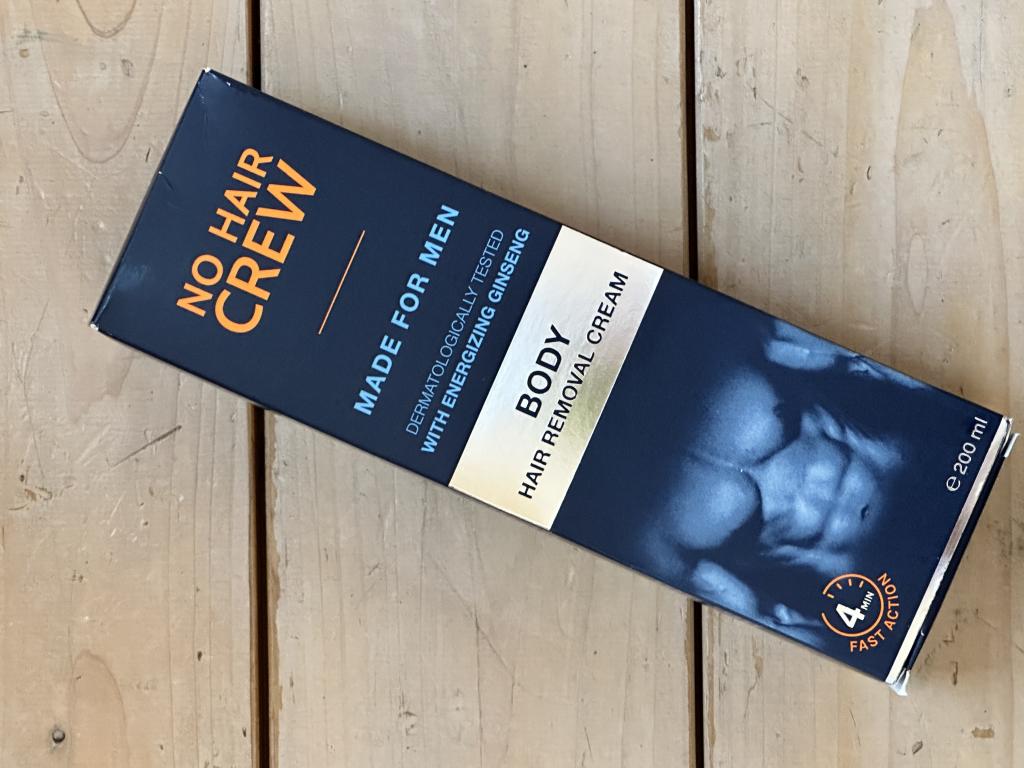 NO HAIR
CREW
MADE FOR MEN
DERMATOLOGICALLY TESTED
WITH ENERGIZING GINSENG
BODY
HAIR REMOVAL CREAM
4 MIN
FAST ACTION
℮ 200 ml